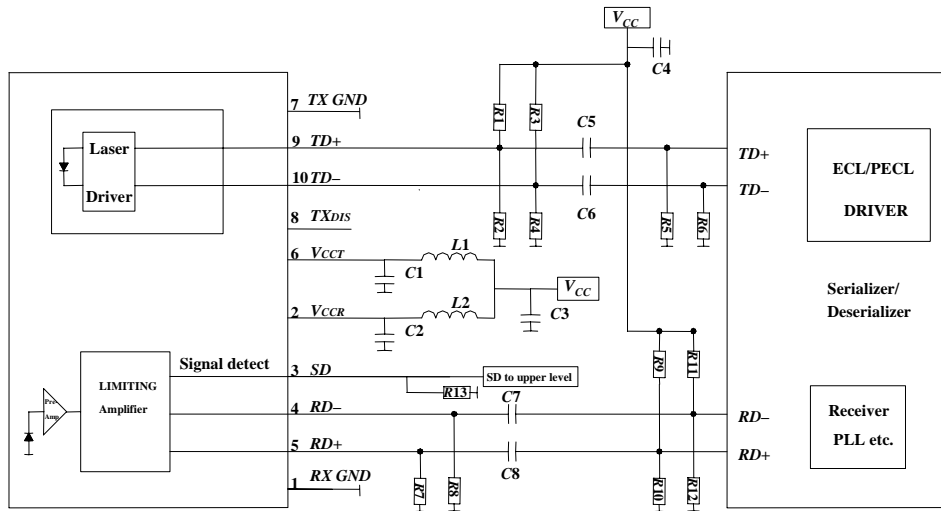 VCC
C4
7 TX GND
R1
R3
C5
9 TD+
TD+
Laser
Driver
ECL/PECL
DRIVER
10 TD−
TD−
C6
R2
R4
R5
R6
8 TXDIS
6 VCCT
L1
C1
VCC
2 VCCR
L2
C2
C3
Serializer/
Deserializer
Signal detect
3 SD
SD to upper level
R13
R9
R11
LIMITING
Amplifier
Pre
Amp
4 RD−
C7
RD−
Receiver
PLL etc.
5 RD+
C8
RD+
R7
R8
R10
R12
1 RX GND